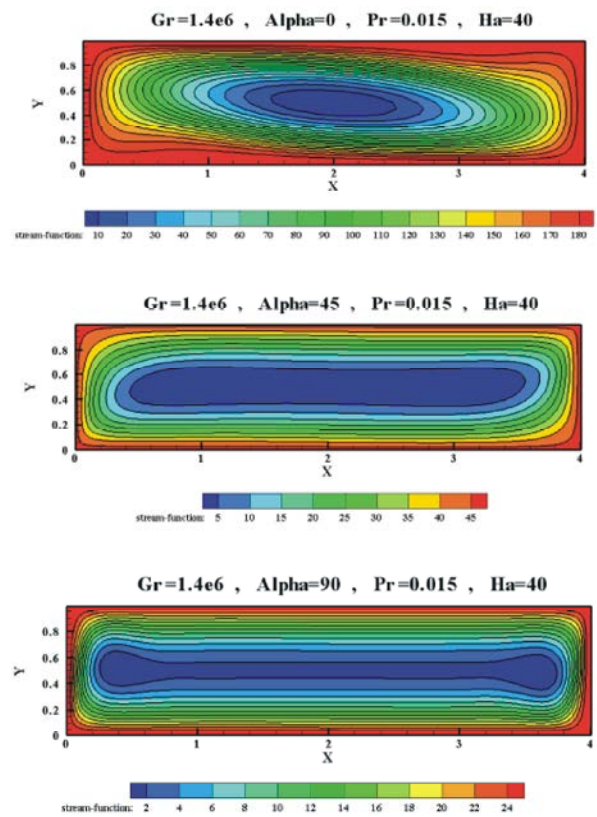 Gr=1.4e6 , Alpha=0 , Pr=0.015 , Ha=40
0.8
0.6
Y
0.4
0.2
0
0 1 2 3 4
X
stream-function: 10 20 30 40 50 60 70 80 90 100 110 120 130 140 150 160 170 180
Gr=1.4e6 , Alpha=45 , Pr=0.015 , Ha=40
0.8
0.6
Y
0.4
0.2
0
0 1 2 3 4
X
stream-function: 5 10 15 20 25 30 35 40 45
Gr=1.4e6 , Alpha=90 , Pr=0.015 , Ha=40
0.8
0.6
Y
0.4
0.2
0
0 1 2 3 4
X
stream-function: 2 4 6 8 10 12 14 16 18 20 22 24